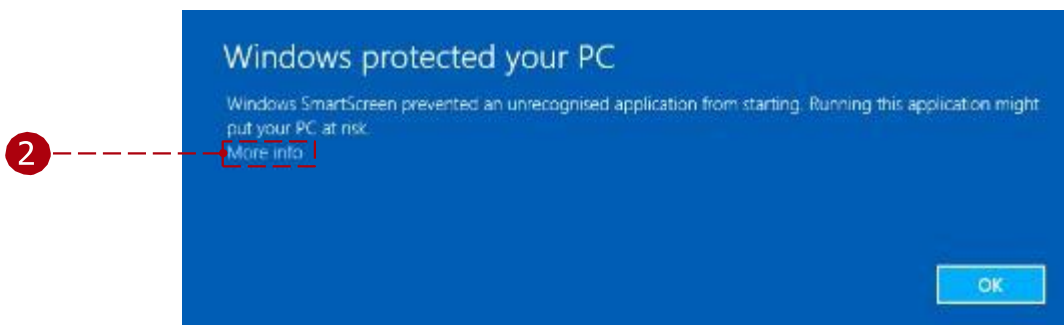 Windows protected your PC
Windows SmartScreen prevented an unrecognised application from starting. Running this application might
put your PC at risk.
2
More info
OK